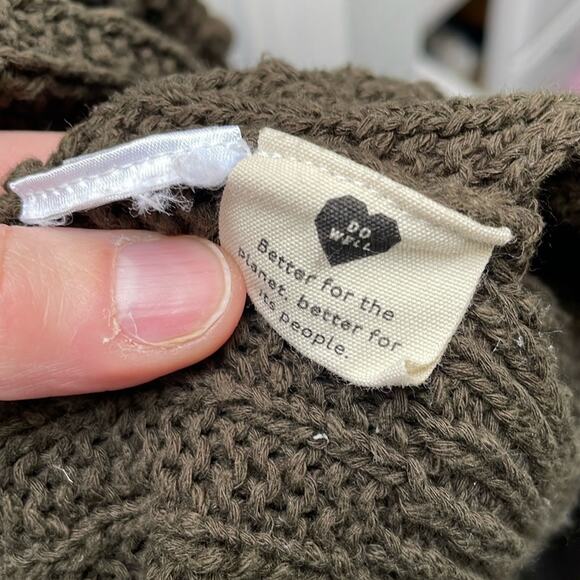 DO
WELL
Better for the
planet, better for
its people.